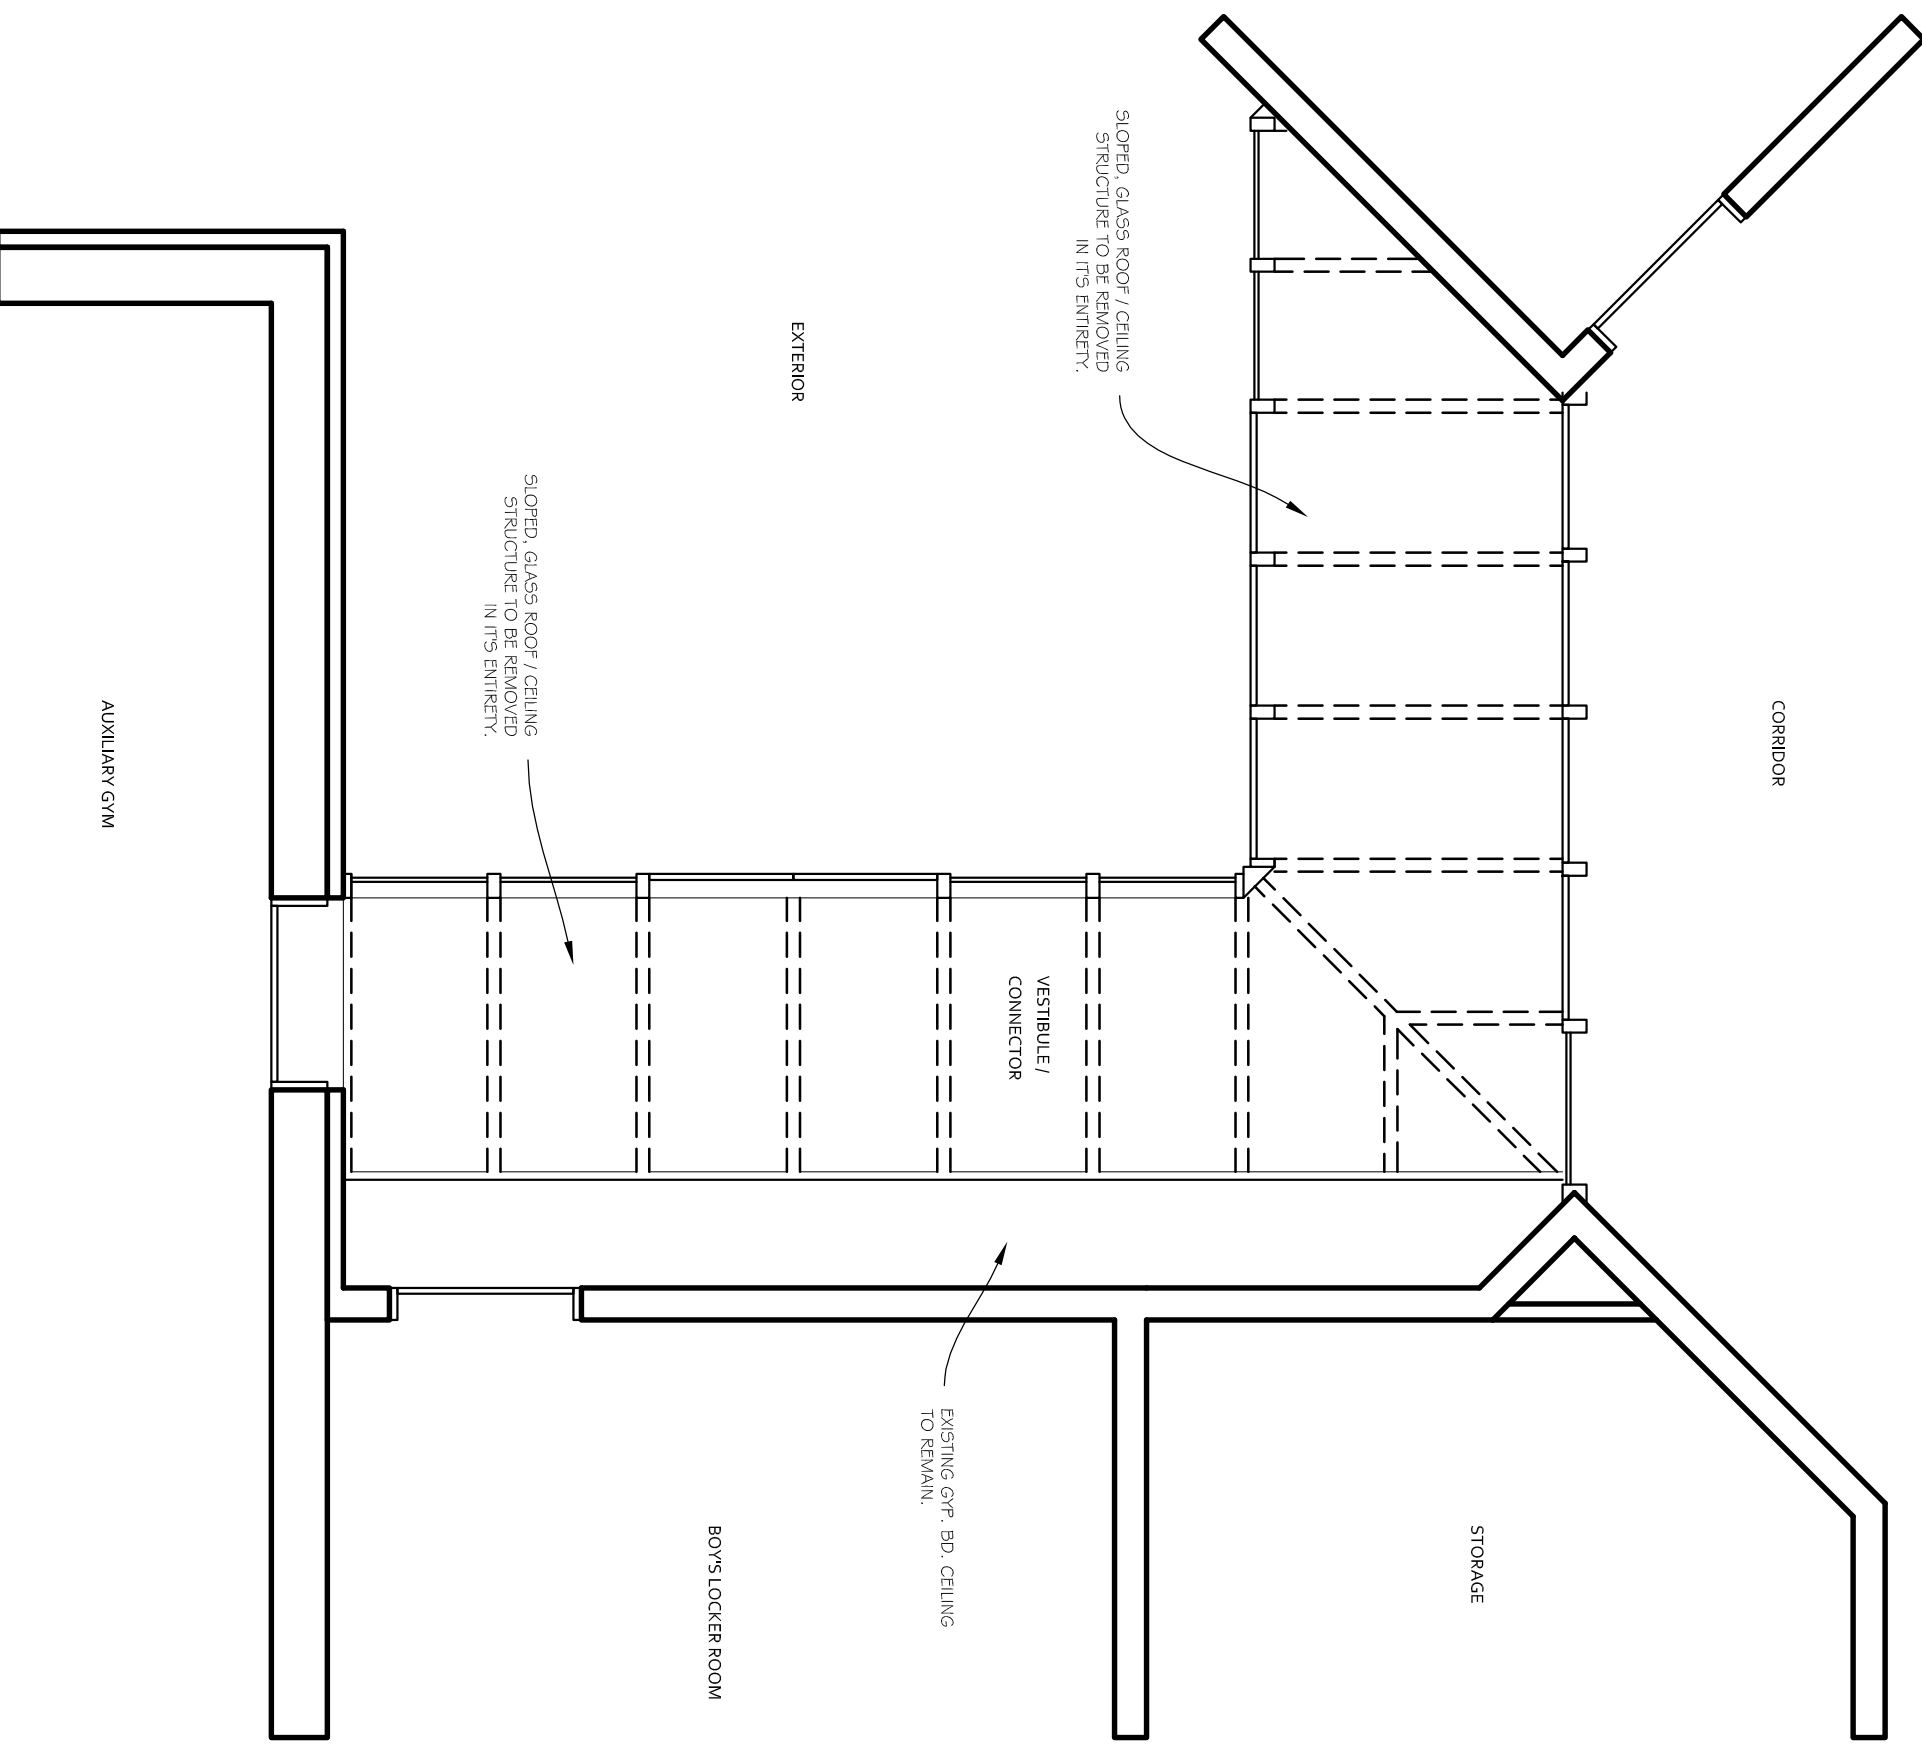 CORRIDOR
STORAGE
SLOPED, GLASS ROOF / CEILING
STRUCTURE TO BE REMOVED
IN IT'S ENTIRETY.
VESTIBULE /
CONNECTOR
EXISTING GYP. BD. CEILING
TO REMAIN.
EXTERIOR
BOY'S LOCKER ROOM
SLOPED, GLASS ROOF / CEILING
STRUCTURE TO BE REMOVED
IN IT'S ENTIRETY.
AUXILIARY GYM